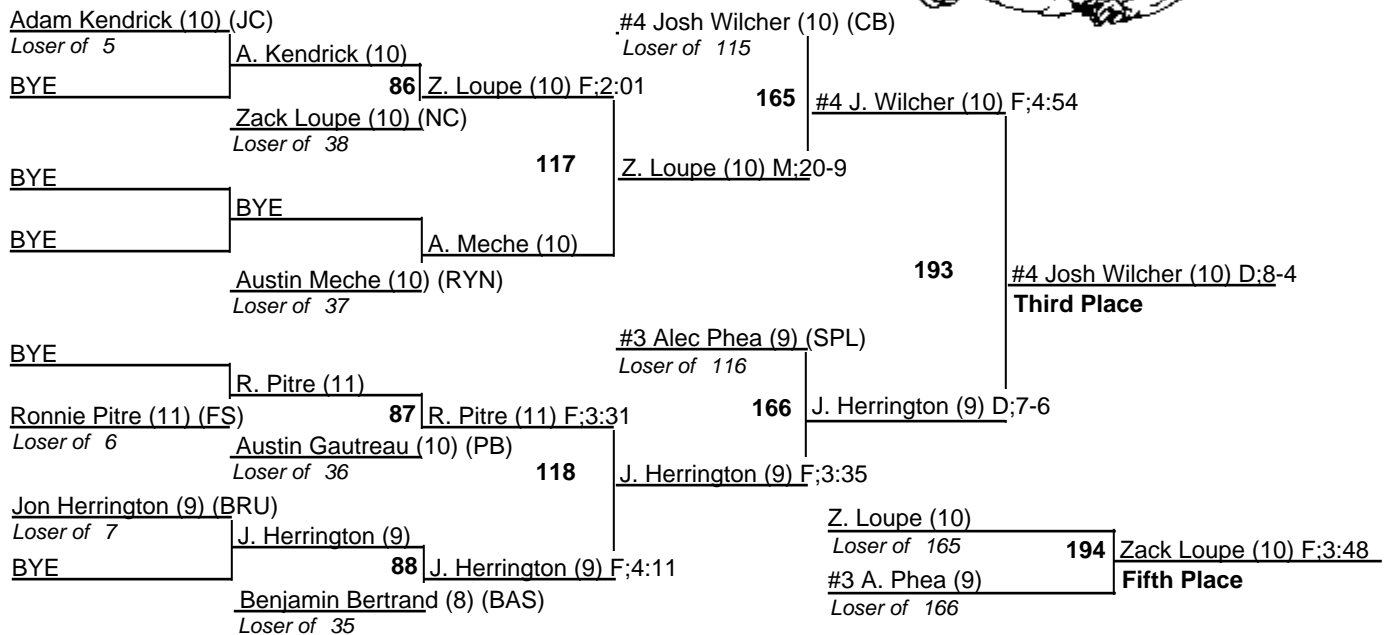 Adam Kendrick (10) (JC)
Loser of 5
A. Kendrick (10)
BYE
86
Z. Loupe (10) F;2:01
Zack Loupe (10) (NC)
Loser of 38
117
BYE
BYE
BYE
A. Meche (10)
Austin Meche (10) (RYN)
Loser of 37
#4 Josh Wilcher (10) (CB)
Loser of 115
165
#4 J. Wilcher (10) F;4:54
Z. Loupe (10) M;20-9
193
#4 Josh Wilcher (10) D;8-4
Third Place
BYE
R. Pitre (11)
Ronnie Pitre (11) (FS)
Loser of 6
87
R. Pitre (11) F;3:31
Austin Gautreau (10) (PB)
Loser of 36
118
Jon Herrington (9) (BRU)
Loser of 7
J. Herrington (9)
BYE
88
J. Herrington (9) F;4:11
Benjamin Bertrand (8) (BAS)
Loser of 35
#3 Alec Phea (9) (SPL)
Loser of 116
166
J. Herrington (9) D;7-6
J. Herrington (9) F;3:35
Z. Loupe (10)
Loser of 165
194
Zack Loupe (10) F;3:48
#3 A. Phea (9)
Fifth Place
Loser of 166